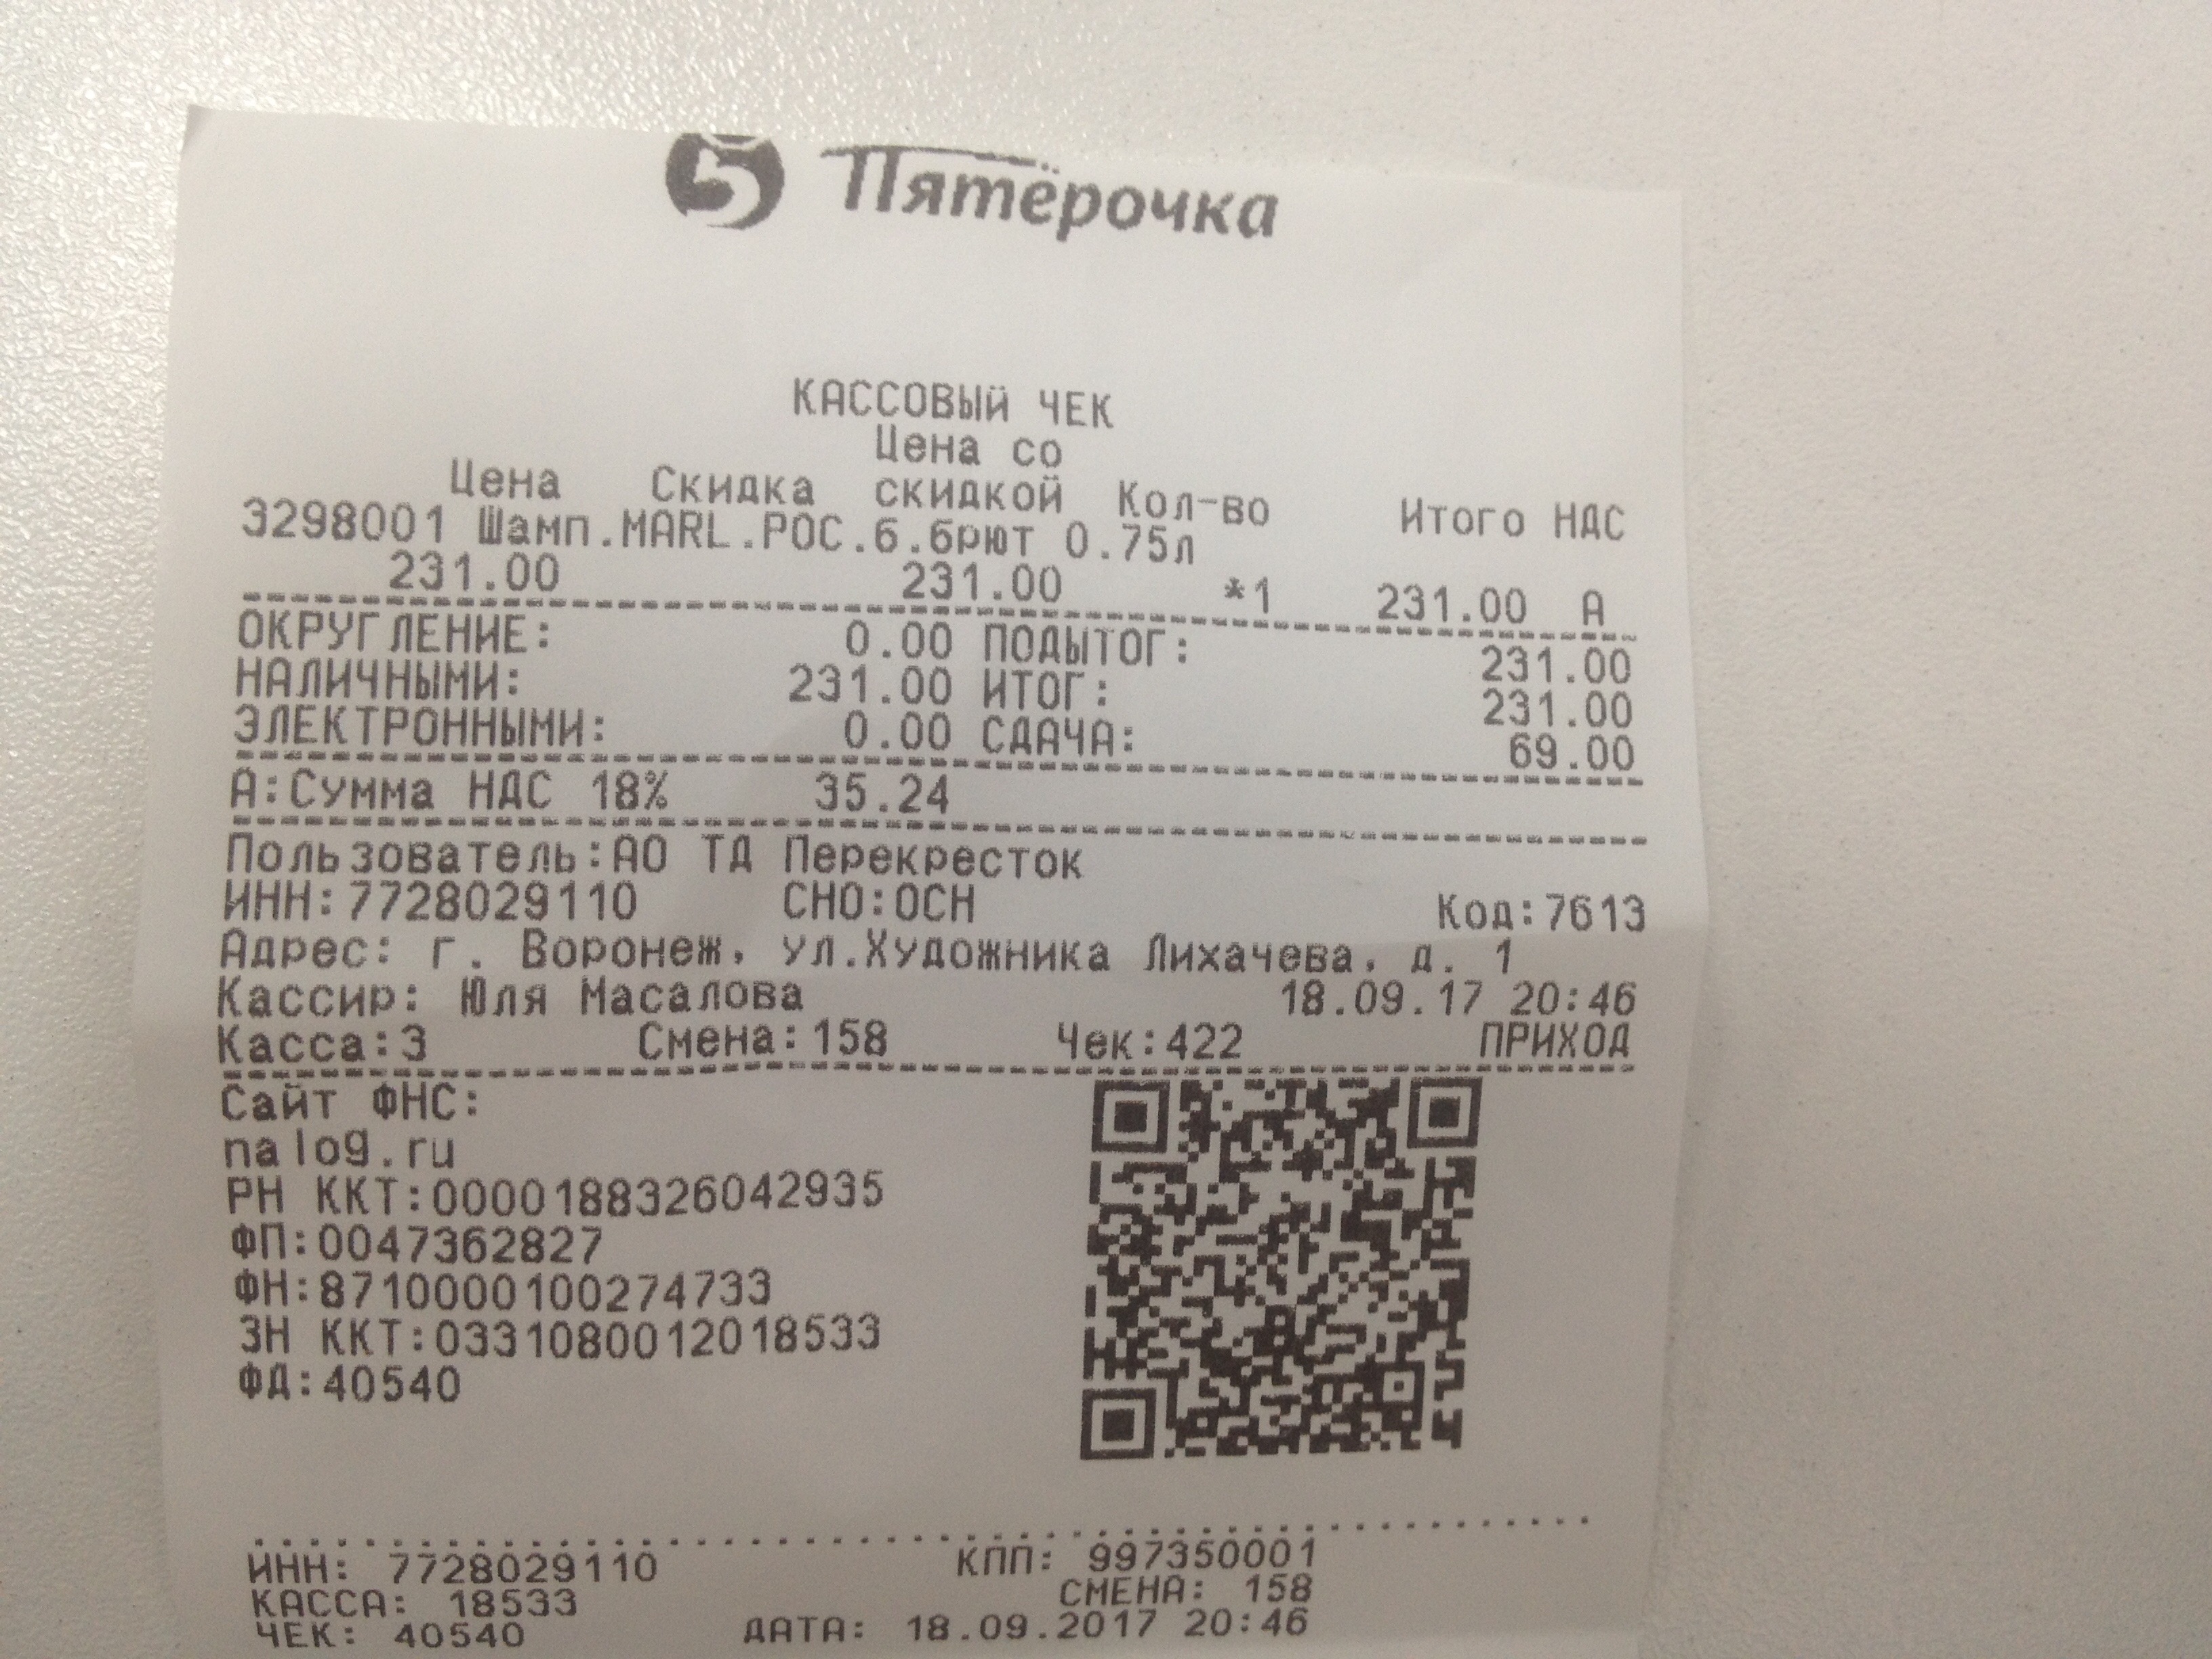 5 Пятёрочка
КАССОВЫЙ ЧЕК
Цена со
Цена Скидка скидкой Кол-во Итого НДС
3298001 Шамп.MARL.РОС.б.брют 0.75л
231.00 231.00 *1 231.00 А
ОКРУГЛЕНИЕ: 0.00 ПОДЫТОГ: 231.00
НАЛИЧНЫМИ: 231.00 ИТОГ: 231.00
ЭЛЕКТРОННЫМИ: 0.00 СДАЧА: 69.00
А:Сумма НДС 18% 35.24
Пользователь:АО ТД Перекресток
ИНН:7728029110 СНО:ОСН Код:7613
Адрес: г. Воронеж, ул.Художника Лихачева, д. 1
Кассир: Юля Масалова 18.09.17 20:46
Касса:3 Смена:158 Чек:422 ПРИХОД
Сайт ФНС:
nalog.ru
РН ККТ:0000188326042935
ФП:0047362827
ФН:8710000100274733
ЗН ККТ:0331080012018533
ФД:40540
ИНН: 7728029110 КПП: 997350001
КАССА: 18533 СМЕНА: 158
ЧЕК: 40540 ДАТА: 18.09.2017 20:46